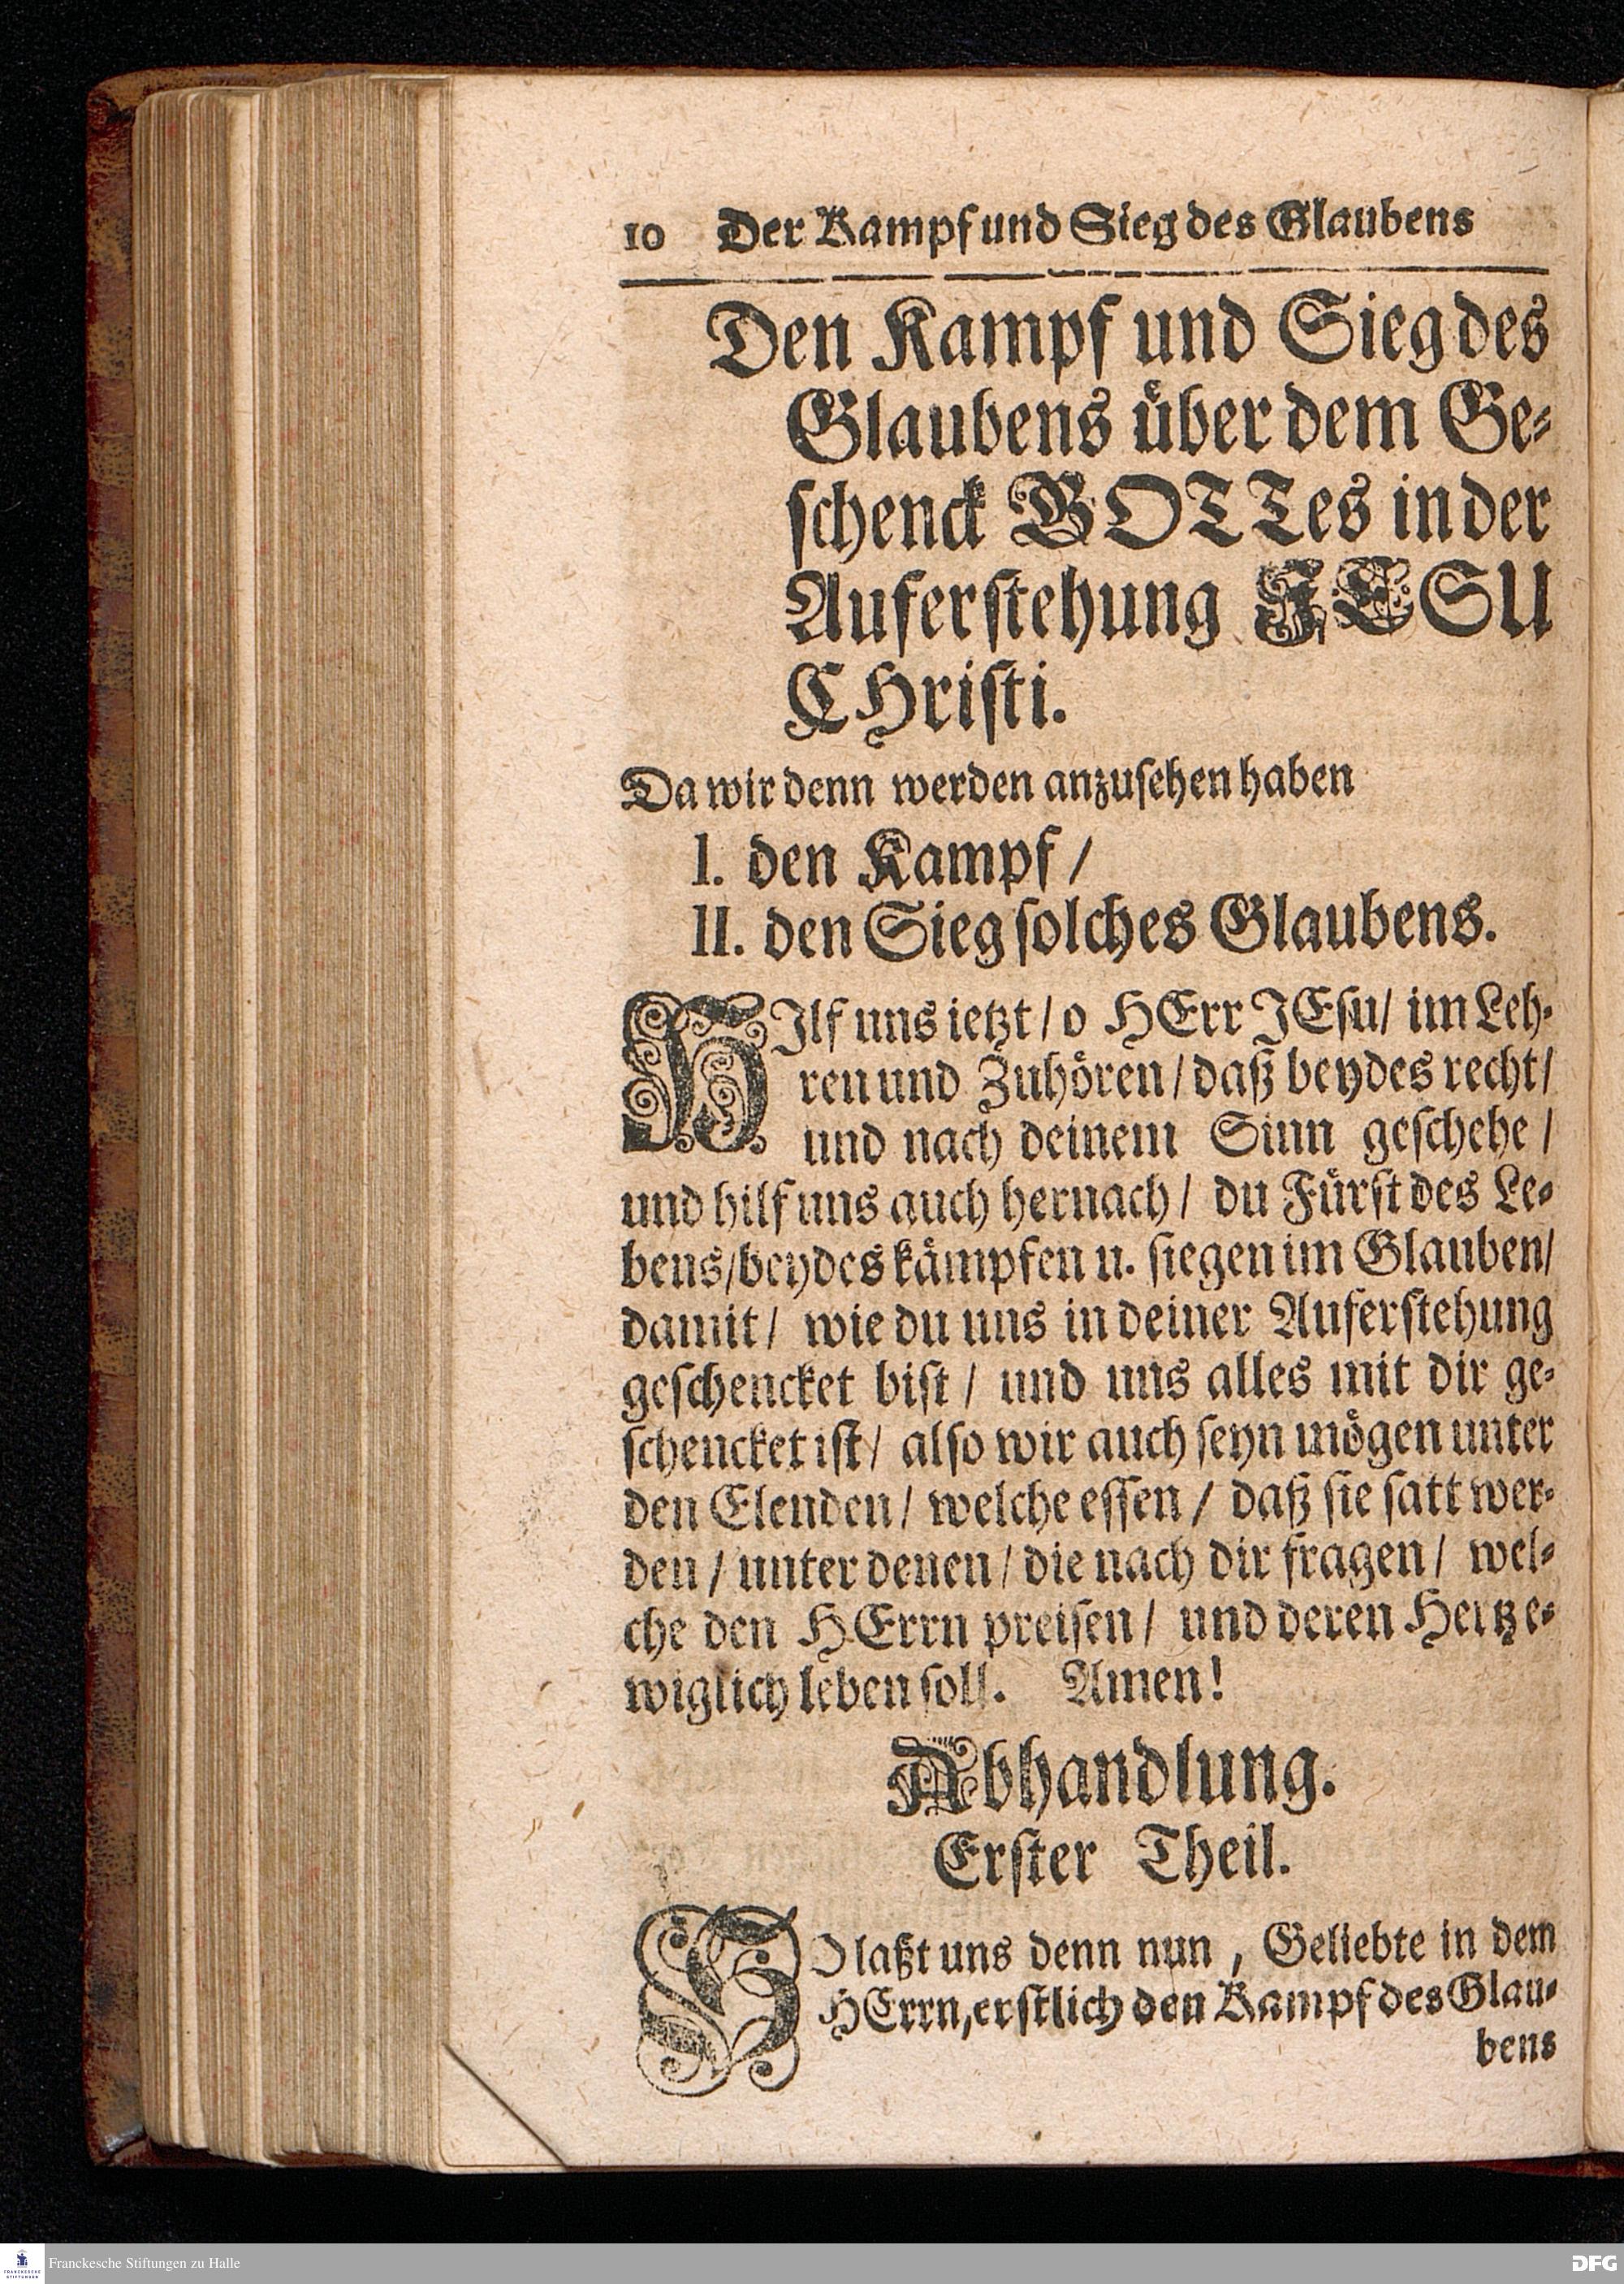 10 Der Kampf und Sieg des Glaubens
Den Kampf und Sieg des
Glaubens über dem Ge-
schenck GOTTes in der
Auferstehung JESU
CHristi.
Da wir denn werden anzusehen haben
I. den Kampf /
II. den Sieg solches Glaubens.
HIlf uns ietzt / o HErr JEsu / im Leh-
ren und Zuhören / daß beydes recht /
und nach deinem Sinn geschehe /
und hilf uns auch hernach / du Fürst des Le-
bens / beydes kämpfen u. siegen im Glauben /
damit / wie du uns in deiner Auferstehung
geschencket bist / und uns alles mit dir ge-
schencket ist / also wir auch seyn mögen unter
den Elenden / welche essen / daß sie satt wer-
den / unter denen / die nach dir fragen / wel-
che den HErrn preisen / und deren Hertz e-
wiglich leben soll. Amen!
Abhandlung.
Erster Theil.
SO laßt uns denn nun, Geliebte in dem
HErrn, erstlich den Kampf des Glau-
bens
FRANCKESCHE STIFTUNGEN
Franckesche Stiftungen zu Halle
DFG